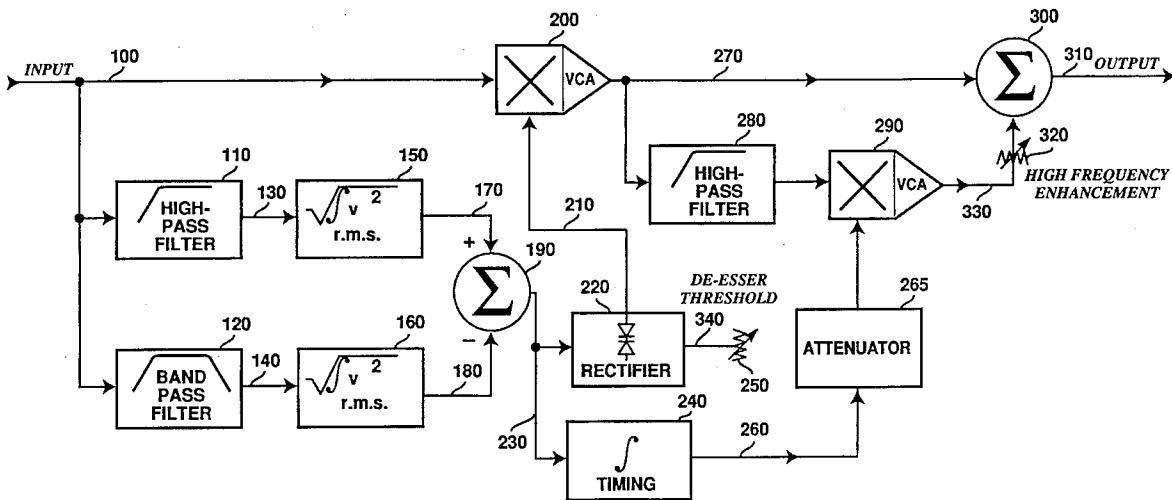 INPUT
100
200
VCA
270
300
Σ
310
OUTPUT
110
HIGH-
PASS
FILTER
130
150
√∫v²
r.m.s.
170
+
210
280
HIGH-
PASS
FILTER
290
VCA
320
HIGH FREQUENCY
ENHANCEMENT
330
190
Σ
−
120
BAND
PASS
FILTER
140
160
√∫v²
r.m.s.
180
220
RECTIFIER
DE-ESSER
THRESHOLD
340
250
265
ATTENUATOR
230
240
∫
TIMING
260